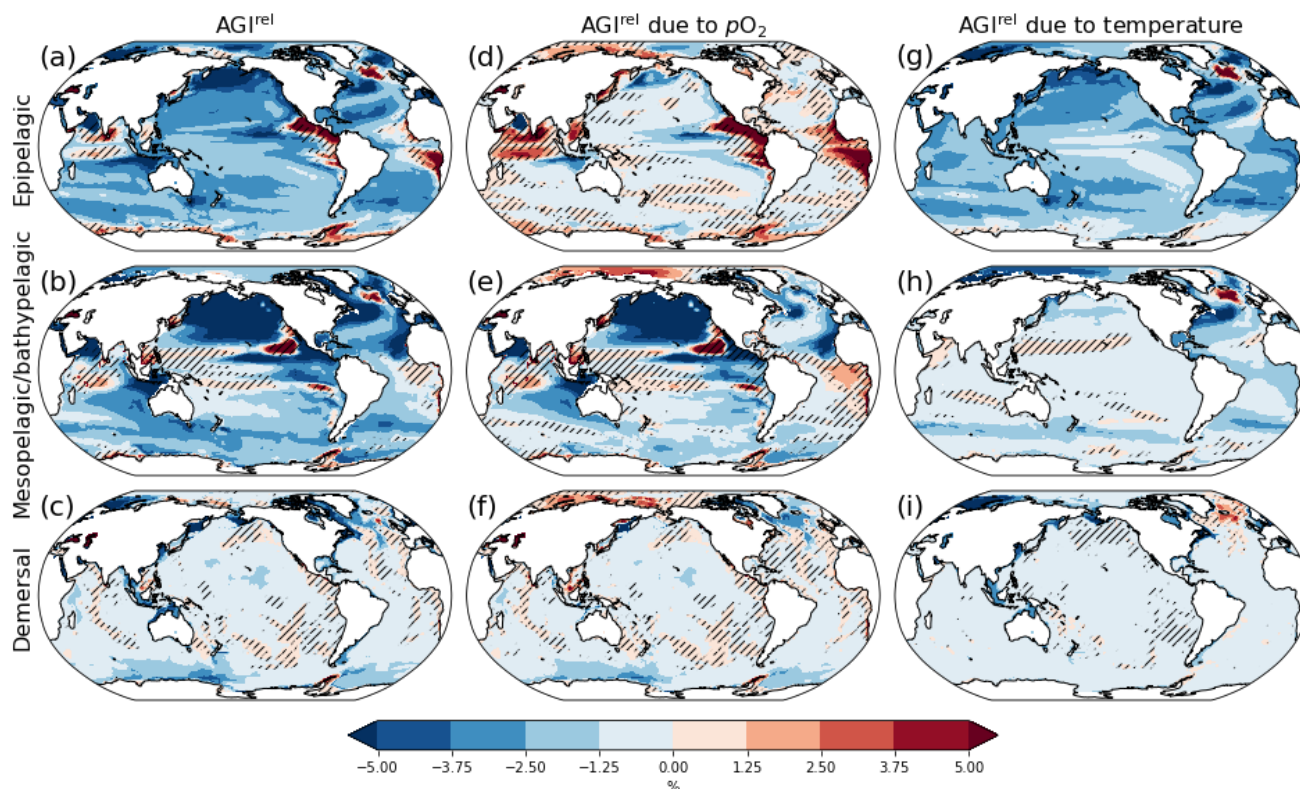 AGI^rel
AGI^rel due to pO₂
AGI^rel due to temperature
Epipelagic
(a)
(d)
(g)
Mesopelagic/bathypelagic
(b)
(e)
(h)
Demersal
(c)
(f)
(i)
−5.00 −3.75 −2.50 −1.25 0.00 1.25 2.50 3.75 5.00
%